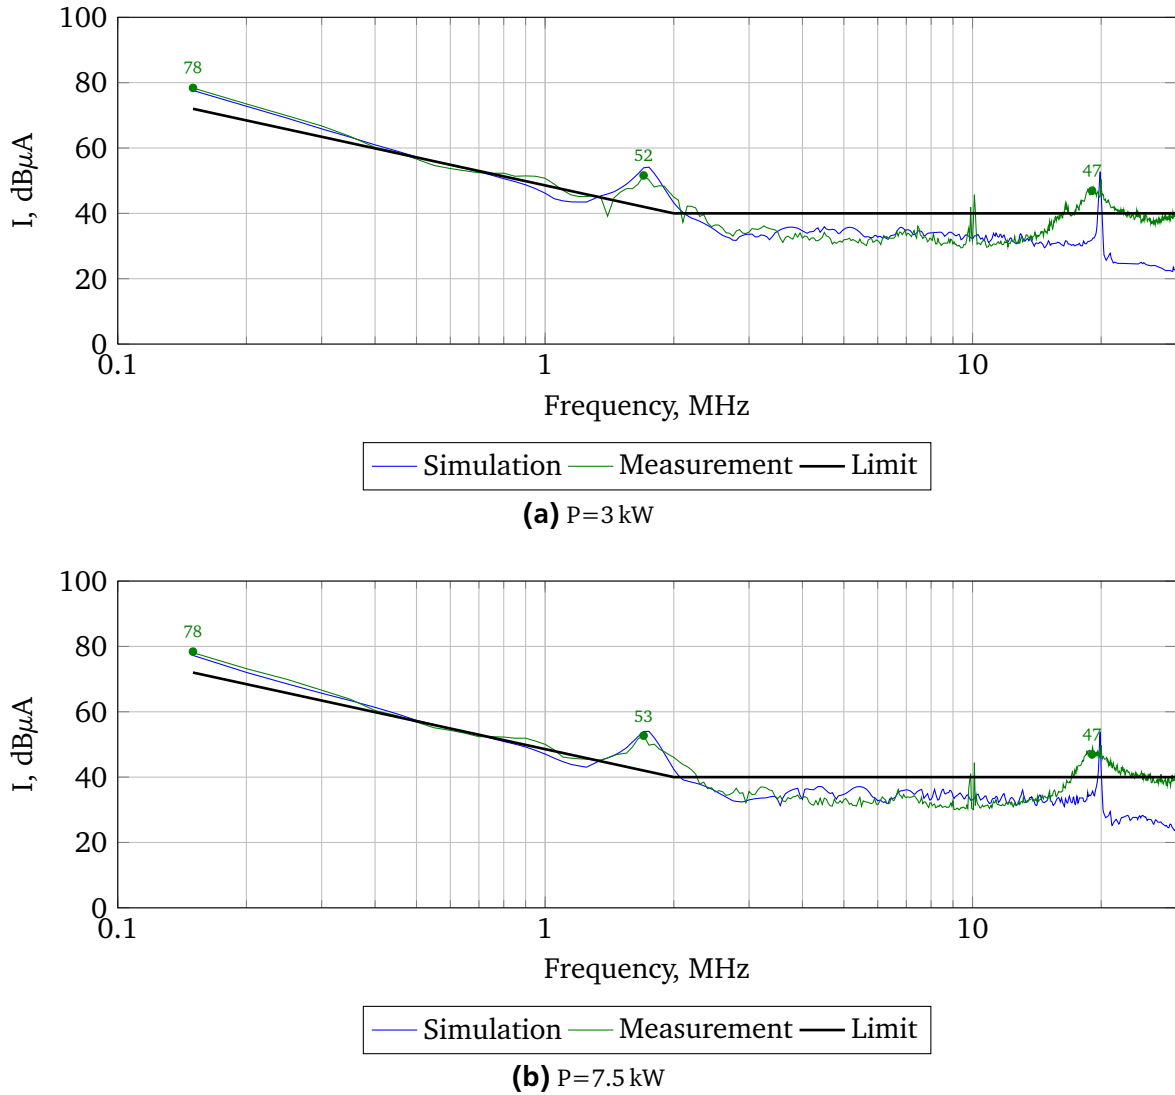 100
80
60
40
20
0
I, dBμA
78
52
47
0.1 1 10
Frequency, MHz
Simulation Measurement Limit
(a) P=3 kW
100
80
60
40
20
0
I, dBμA
78
53
47
0.1 1 10
Frequency, MHz
Simulation Measurement Limit
(b) P=7.5 kW